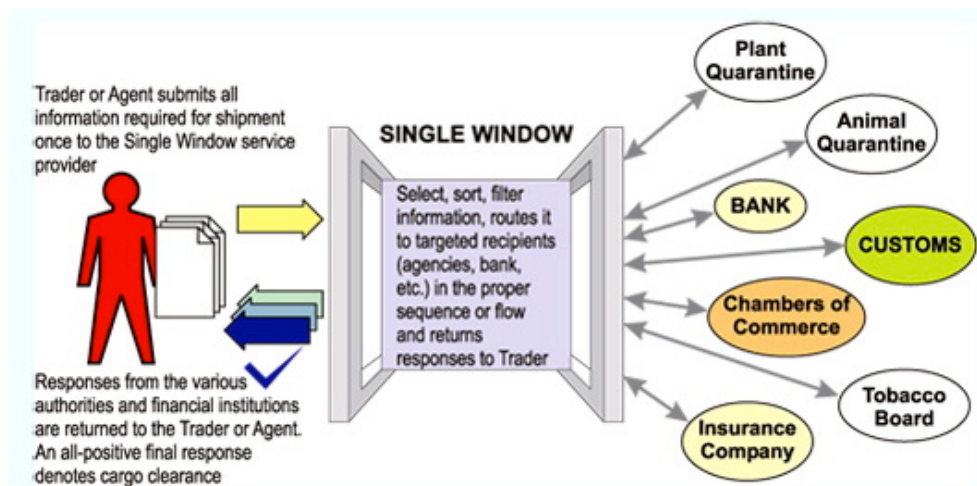 Trader or Agent submits all
information required for shipment
once to the Single Window service
provider
SINGLE WINDOW
Select, sort, filter
information, routes it
to targeted recipients
(agencies, bank,
etc.) in the proper
sequence or flow
and returns
responses to Trader
Responses from the various
authorities and financial institutions
are returned to the Trader or Agent.
An all-positive final response
denotes cargo clearance
Plant
Quarantine
Animal
Quarantine
BANK
CUSTOMS
Chambers of
Commerce
Tobacco
Board
Insurance
Company